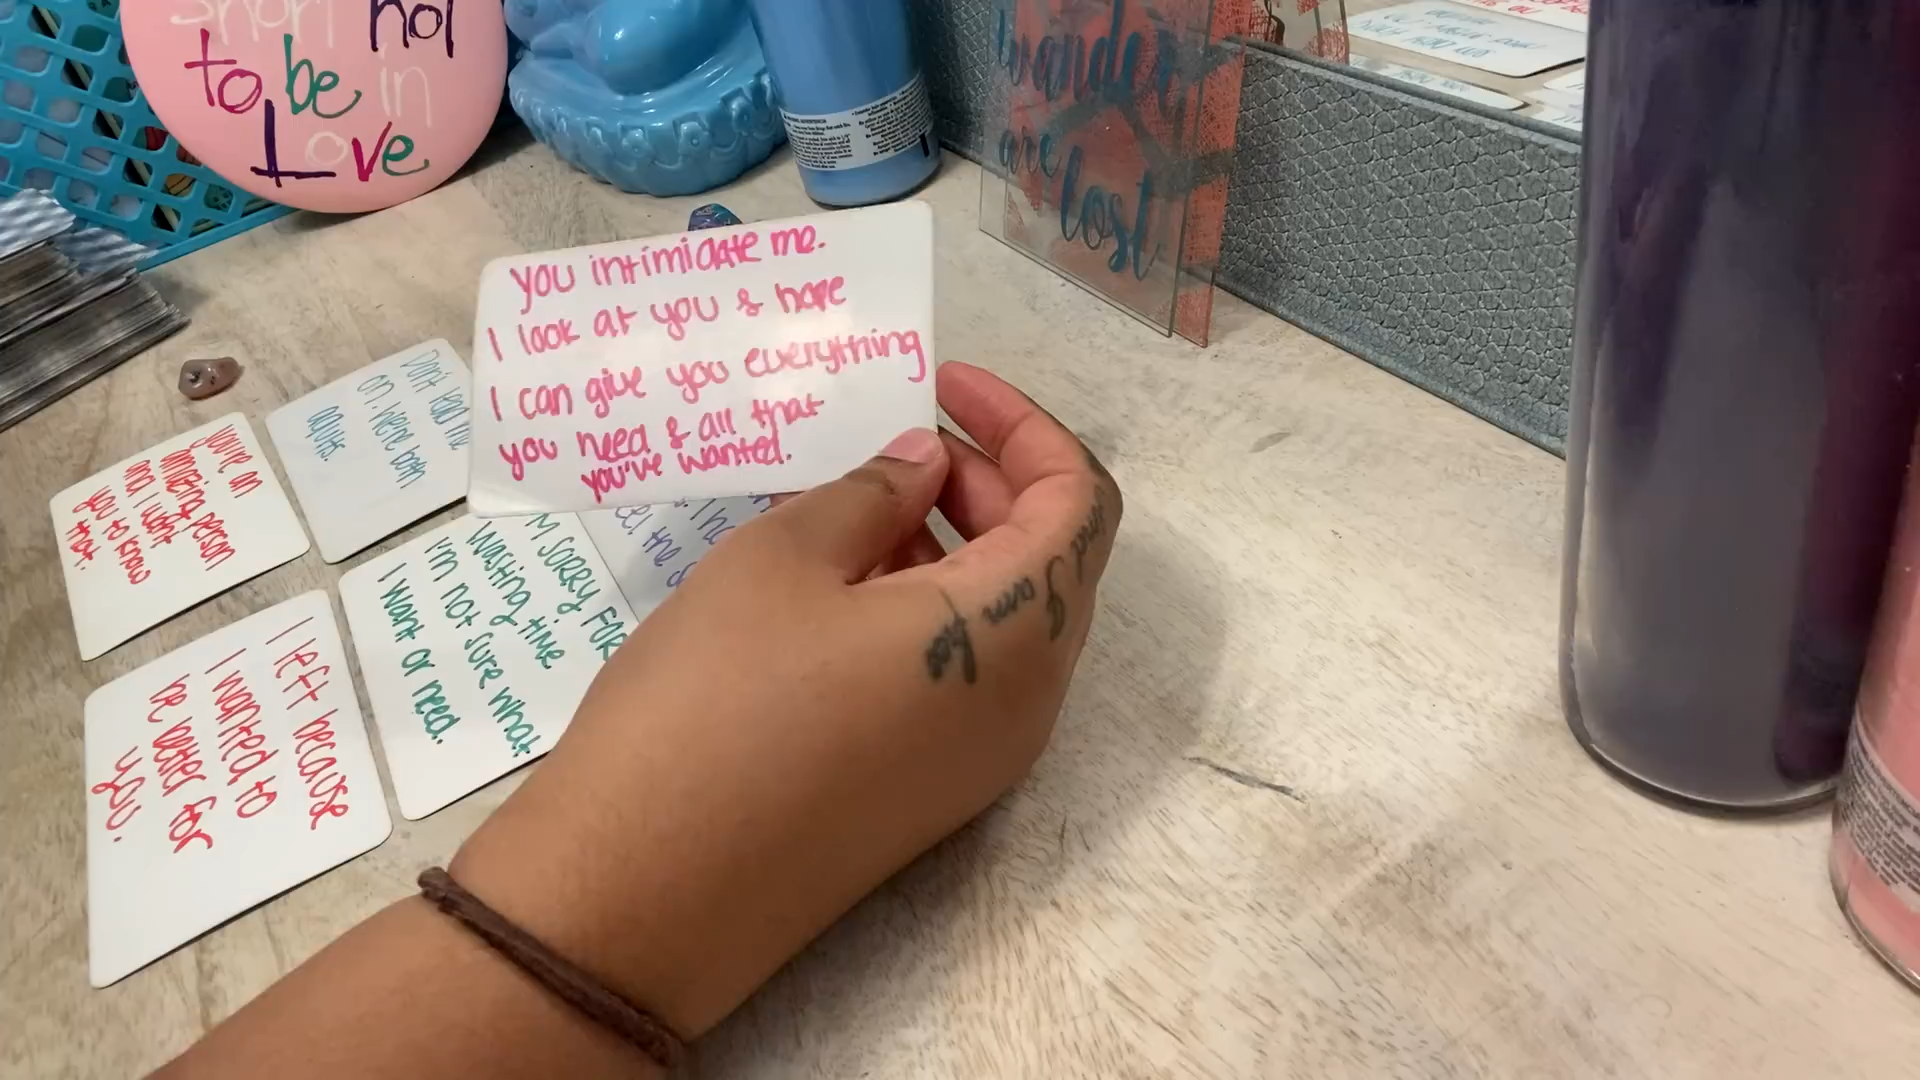 short not
to be in
Love
wander
are lost
you intimidate me.
I look at you & hope
I can give you everything
you need & all that
you've wanted.
Don't lead me
on. We're both
adults.
you're an
amazing person
and I want
you to know
that.
M SORRY FOR
wasting time
I'm not sure what
I want or need.
I left because
I wanted to
be better for
you.
and I am